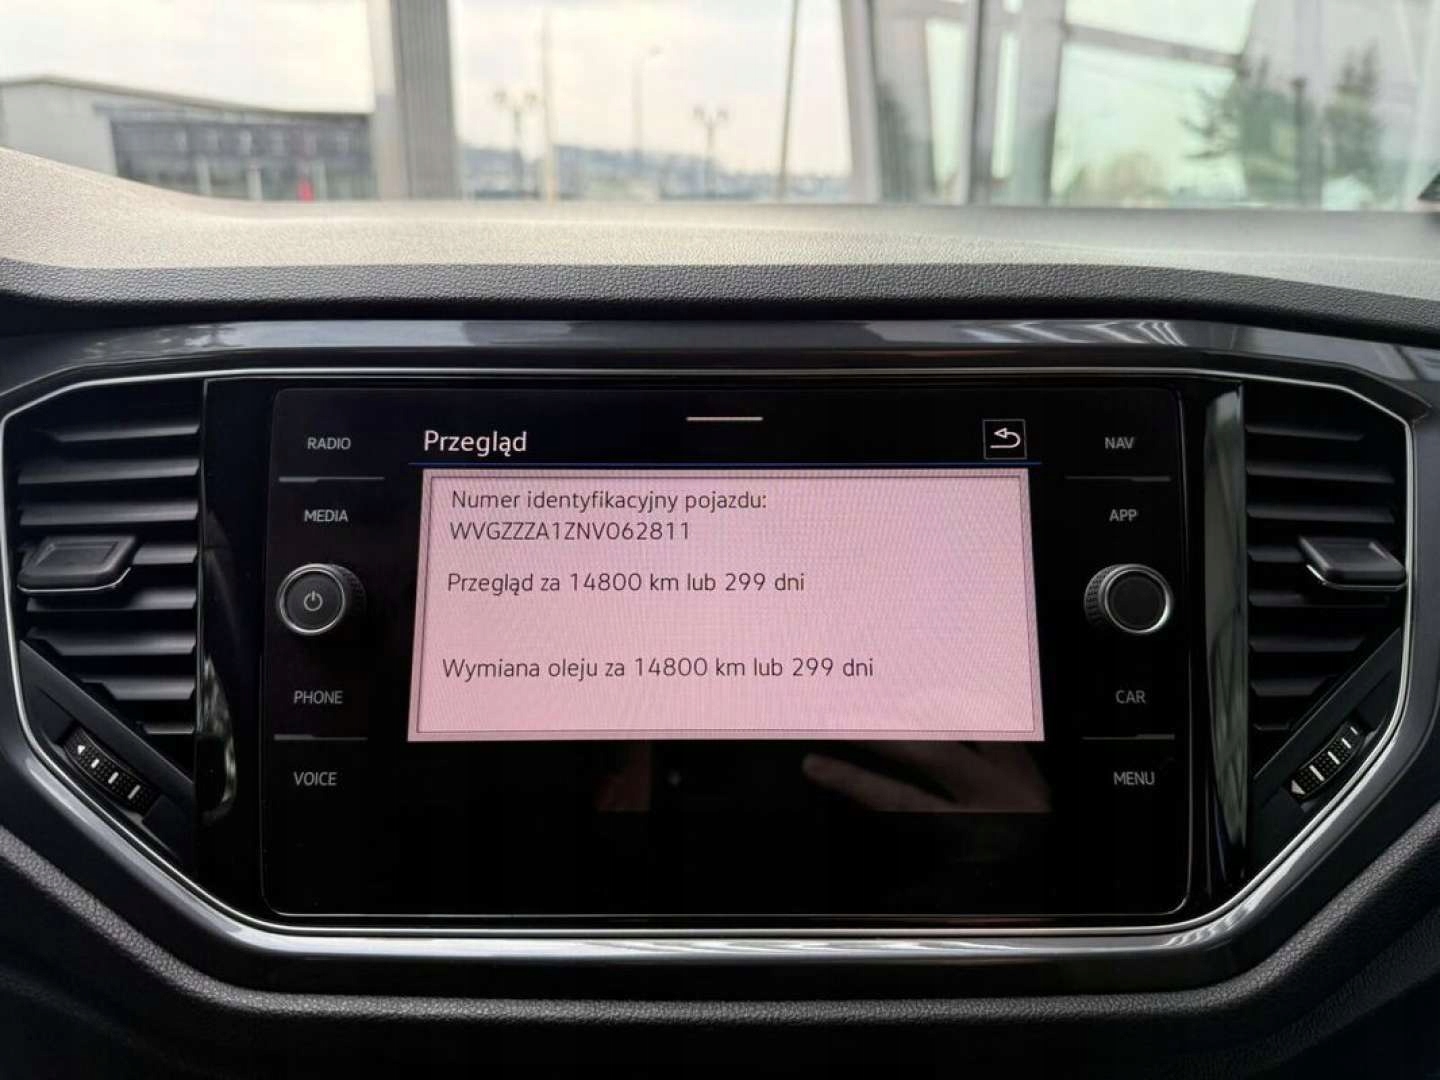 Przegląd
RADIO
NAV
Numer identyfikacyjny pojazdu:
WVGZZZA1ZNV062811
MEDIA
APP
Przegląd za 14800 km lub 299 dni
Wymiana oleju za 14800 km lub 299 dni
PHONE
CAR
VOICE
MENU